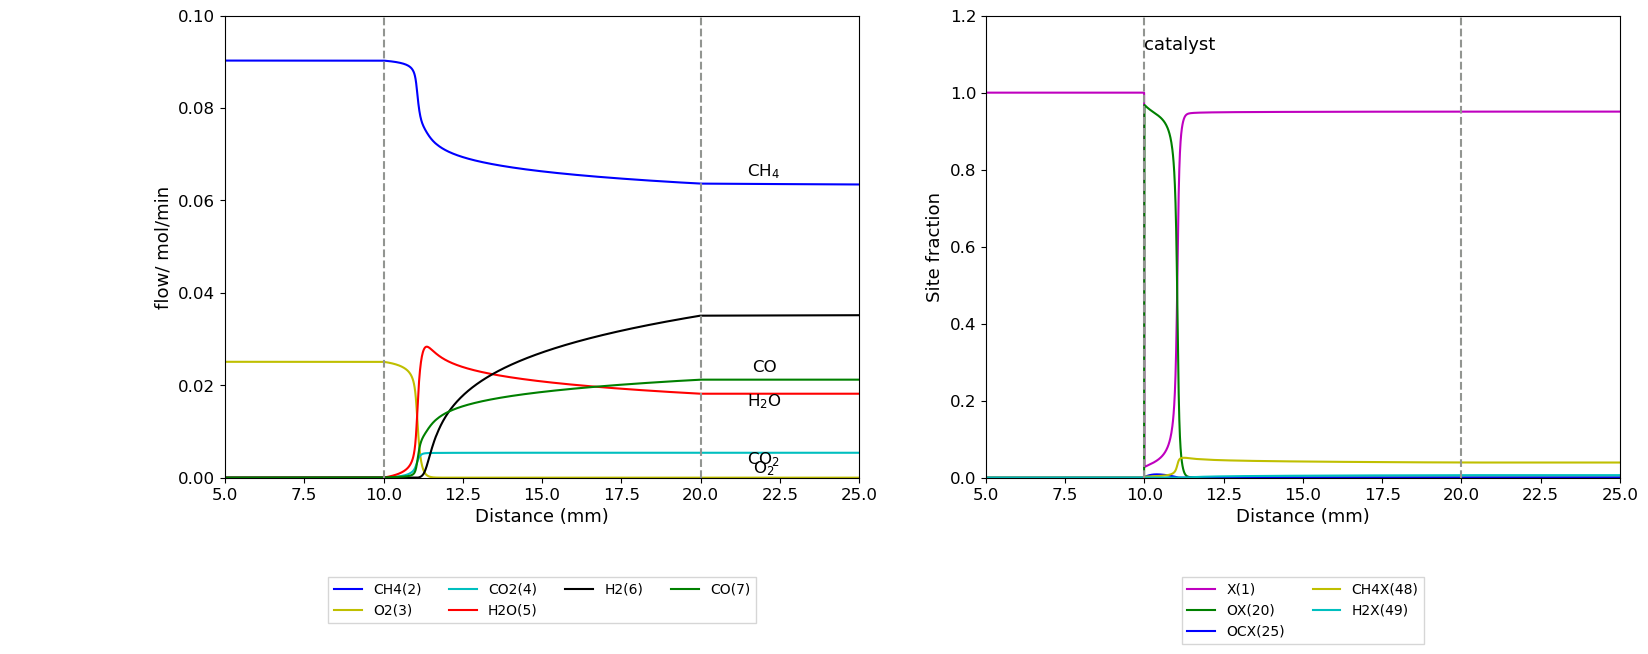 0.10
0.08
0.06
0.04
0.02
0.00
flow/ mol/min
CH4
CO
H2O
CO2
O2
5.0 7.5 10.0 12.5 15.0 17.5 20.0 22.5 25.0
Distance (mm)
CH4(2) CO2(4) H2(6) CO(7)
O2(3) H2O(5)
1.2
1.0
0.8
0.6
0.4
0.2
0.0
Site fraction
catalyst
5.0 7.5 10.0 12.5 15.0 17.5 20.0 22.5 25.0
Distance (mm)
X(1) CH4X(48)
OX(20) H2X(49)
OCX(25)